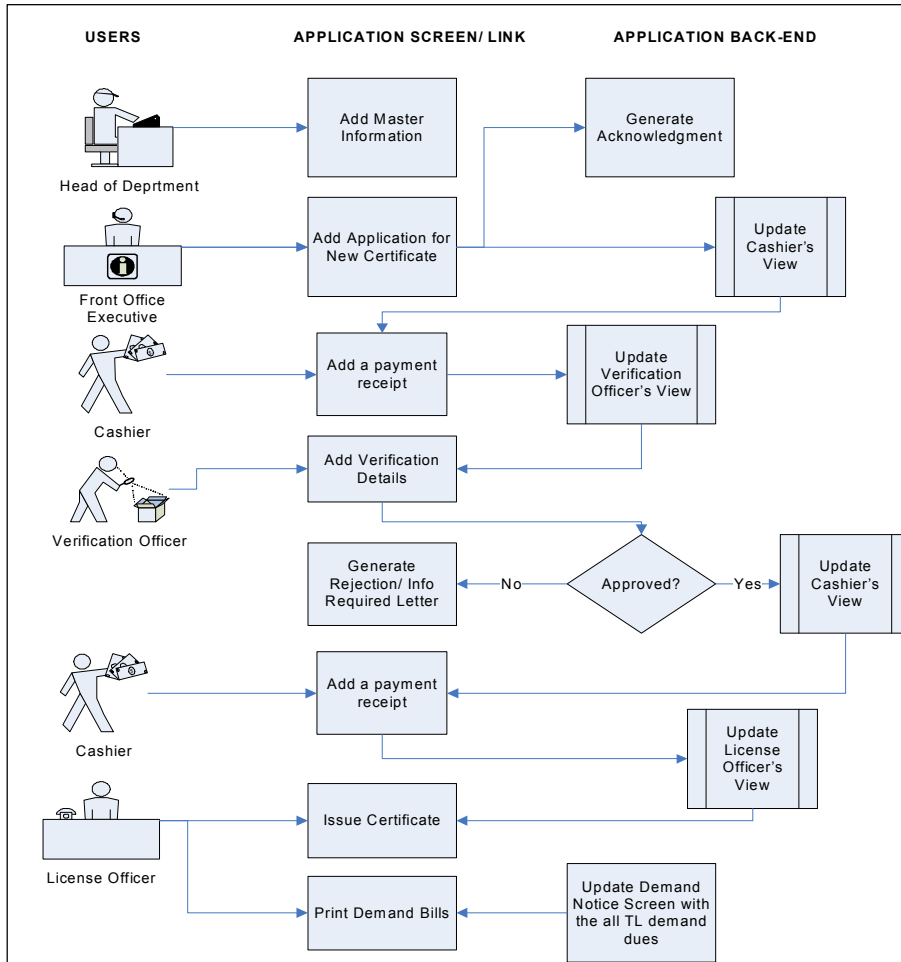 USERS
APPLICATION SCREEN/ LINK
APPLICATION BACK-END
Add Master
Information
Generate
Acknowledgment
Head of Deprtment
Add Application for
New Certificate
Update
Cashier's
View
Front Office
Executive
Add a payment
receipt
Update
Verification
Officer's View
Cashier
Add Verification
Details
Verification Officer
Generate
Rejection/ Info
Required Letter
No
Approved?
Yes
Update
Cashier's
View
Add a payment
receipt
Cashier
Update
License
Officer's
View
Issue Certificate
License Officer
Print Demand Bills
Update Demand
Notice Screen with
the all TL demand
dues